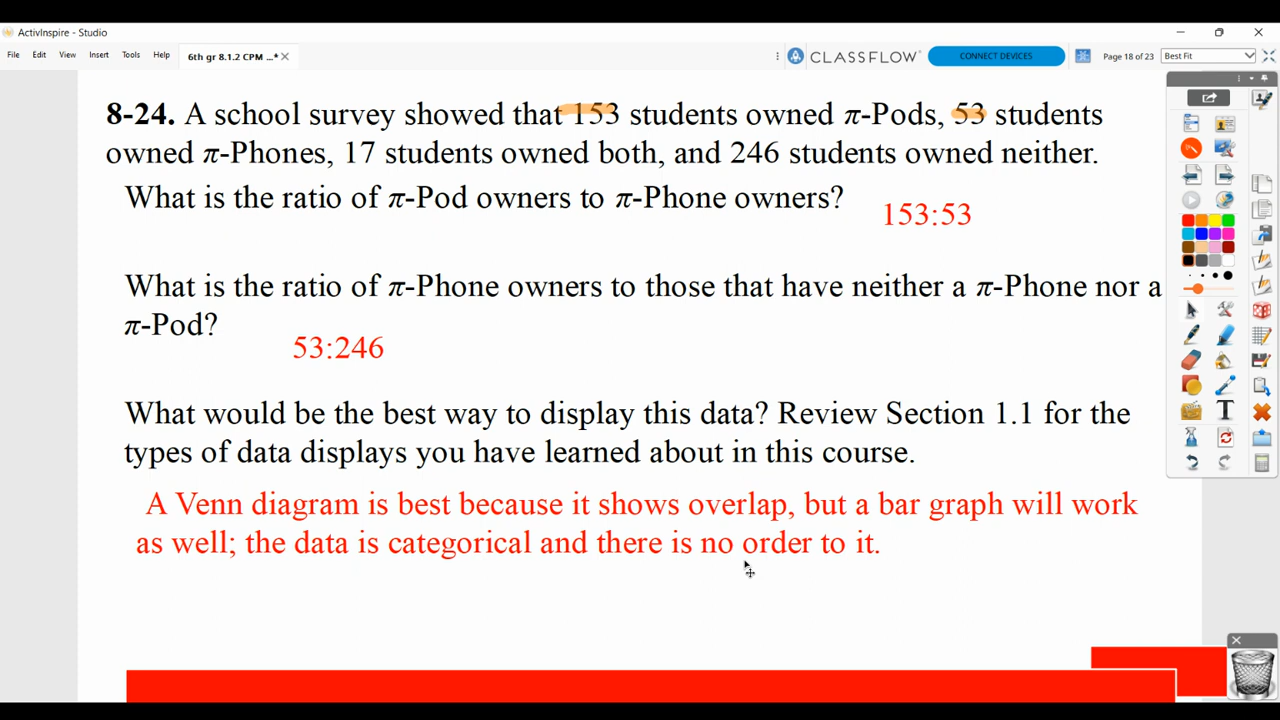 ActivInspire - Studio
File Edit View Insert Tools Help 6th gr 8.1.2 CPM ...* CLASSFLOW CONNECT DEVICES Page 18 of 23 Best Fit
8-24. A school survey showed that 153 students owned π-Pods, 53 students
owned π-Phones, 17 students owned both, and 246 students owned neither.
What is the ratio of π-Pod owners to π-Phone owners?
153:53
What is the ratio of π-Phone owners to those that have neither a π-Phone nor a
π-Pod?
53:246
What would be the best way to display this data? Review Section 1.1 for the
types of data displays you have learned about in this course.
A Venn diagram is best because it shows overlap, but a bar graph will work
as well; the data is categorical and there is no order to it.